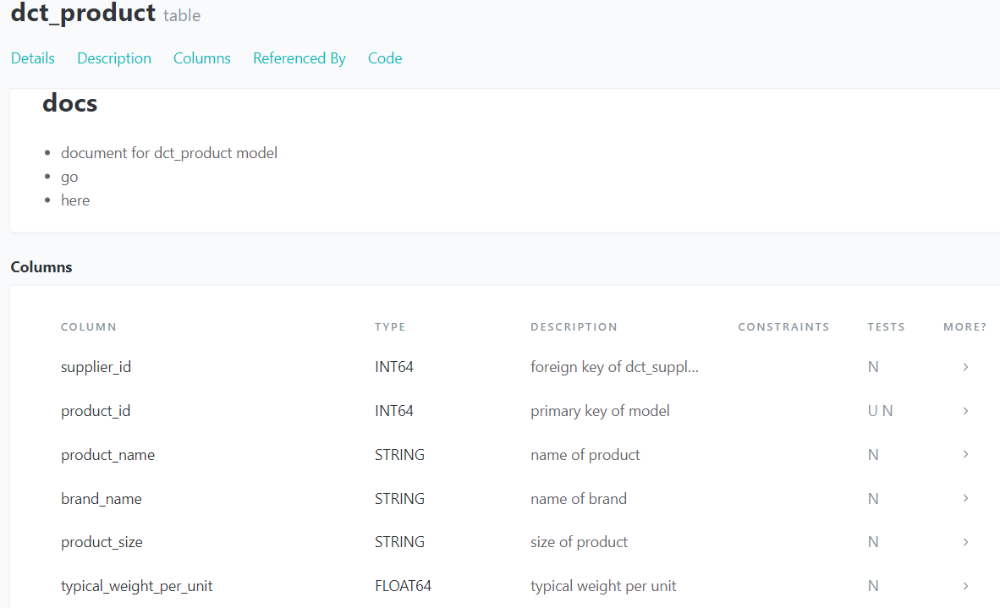 dct_product table
Details Description Columns Referenced By Code
docs
document for dct_product model
go
here
Columns
COLUMN TYPE DESCRIPTION CONSTRAINTS TESTS MORE?
supplier_id INT64 foreign key of dct_suppl... N
product_id INT64 primary key of model U N
product_name STRING name of product N
brand_name STRING name of brand N
product_size STRING size of product N
typical_weight_per_unit FLOAT64 typical weight per unit N